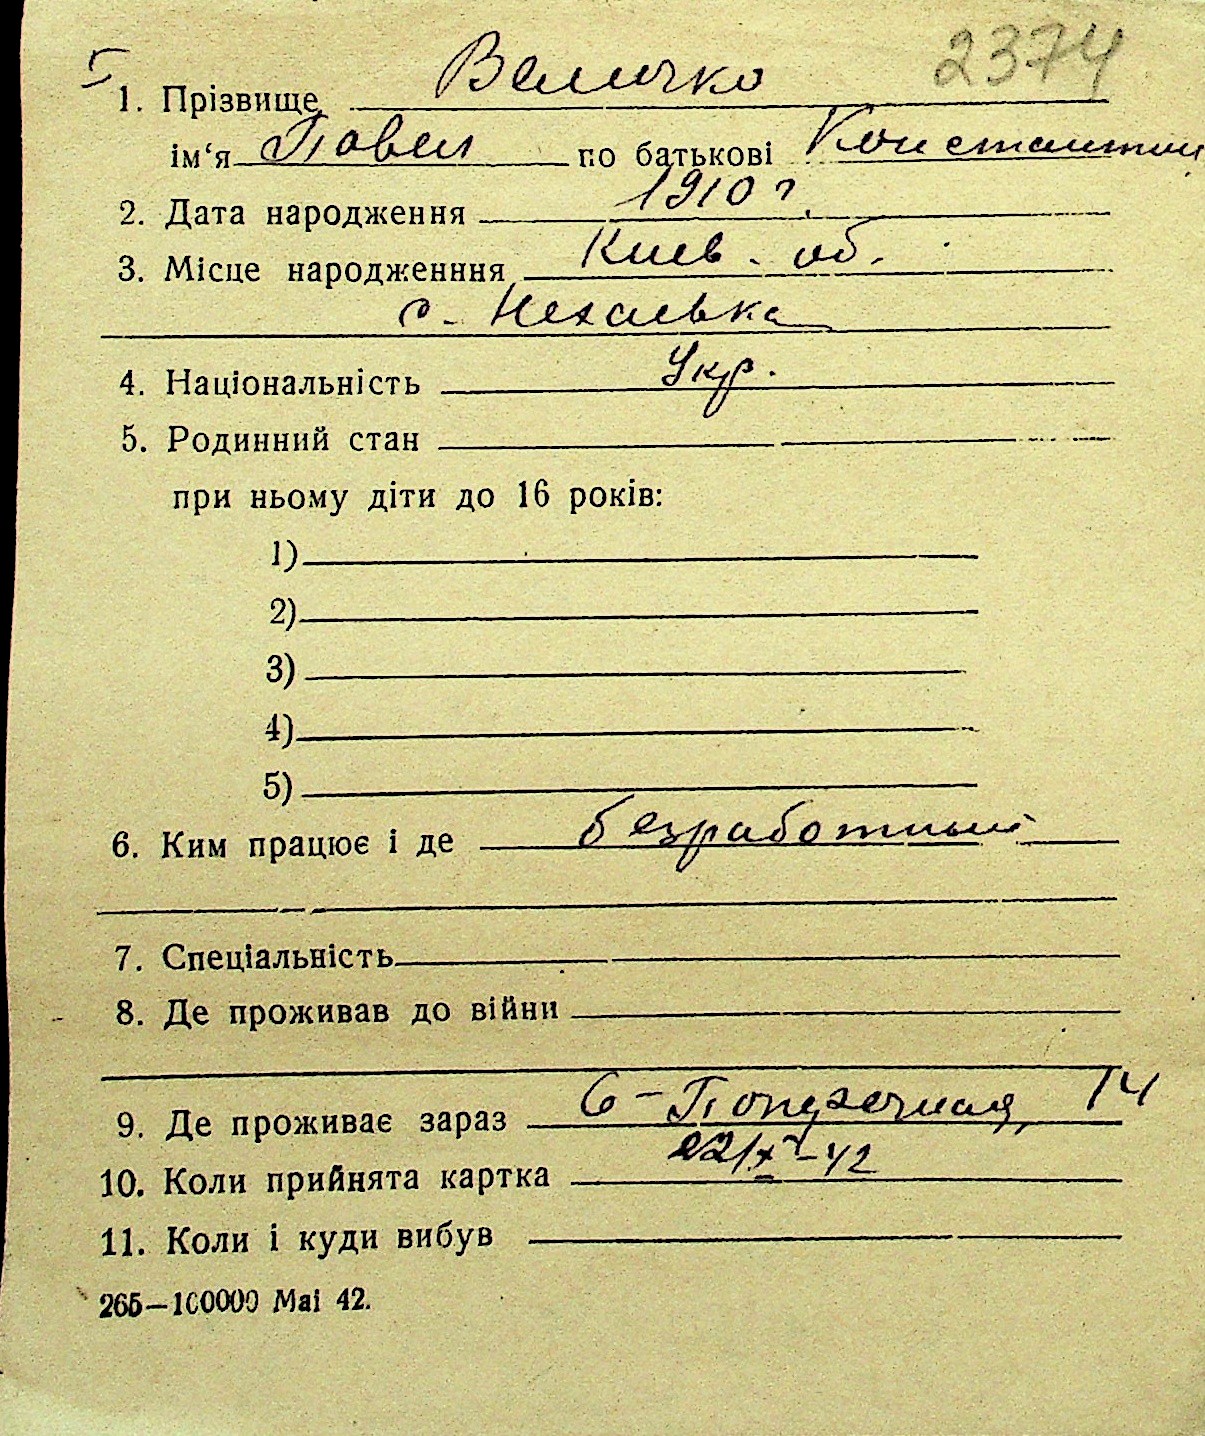 2374
1. Прізвище Величко
ім‘я Павел по батькові Константин
2. Дата народження 1910 г.
3. Місце народженння Киев. об.
с. Нехаевка
4. Національність Укр.
5. Родинний стан
при ньому діти до 16 років:
1)
2)
3)
4)
5)
6. Ким працює і де безработный
7. Спеціальність
8. Де проживав до війни
9. Де проживає зараз 6-Поперечная, 14
10. Коли прийнята картка 22/X-42
11. Коли і куди вибув
265—100000 Mai 42.